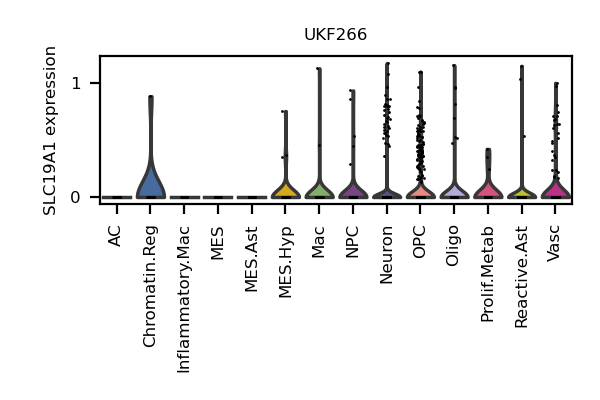 UKF266
SLC19A1 expression
1
0
AC
Chromatin.Reg
Inflammatory.Mac
MES
MES.Ast
MES.Hyp
Mac
NPC
Neuron
OPC
Oligo
Prolif.Metab
Reactive.Ast
Vasc